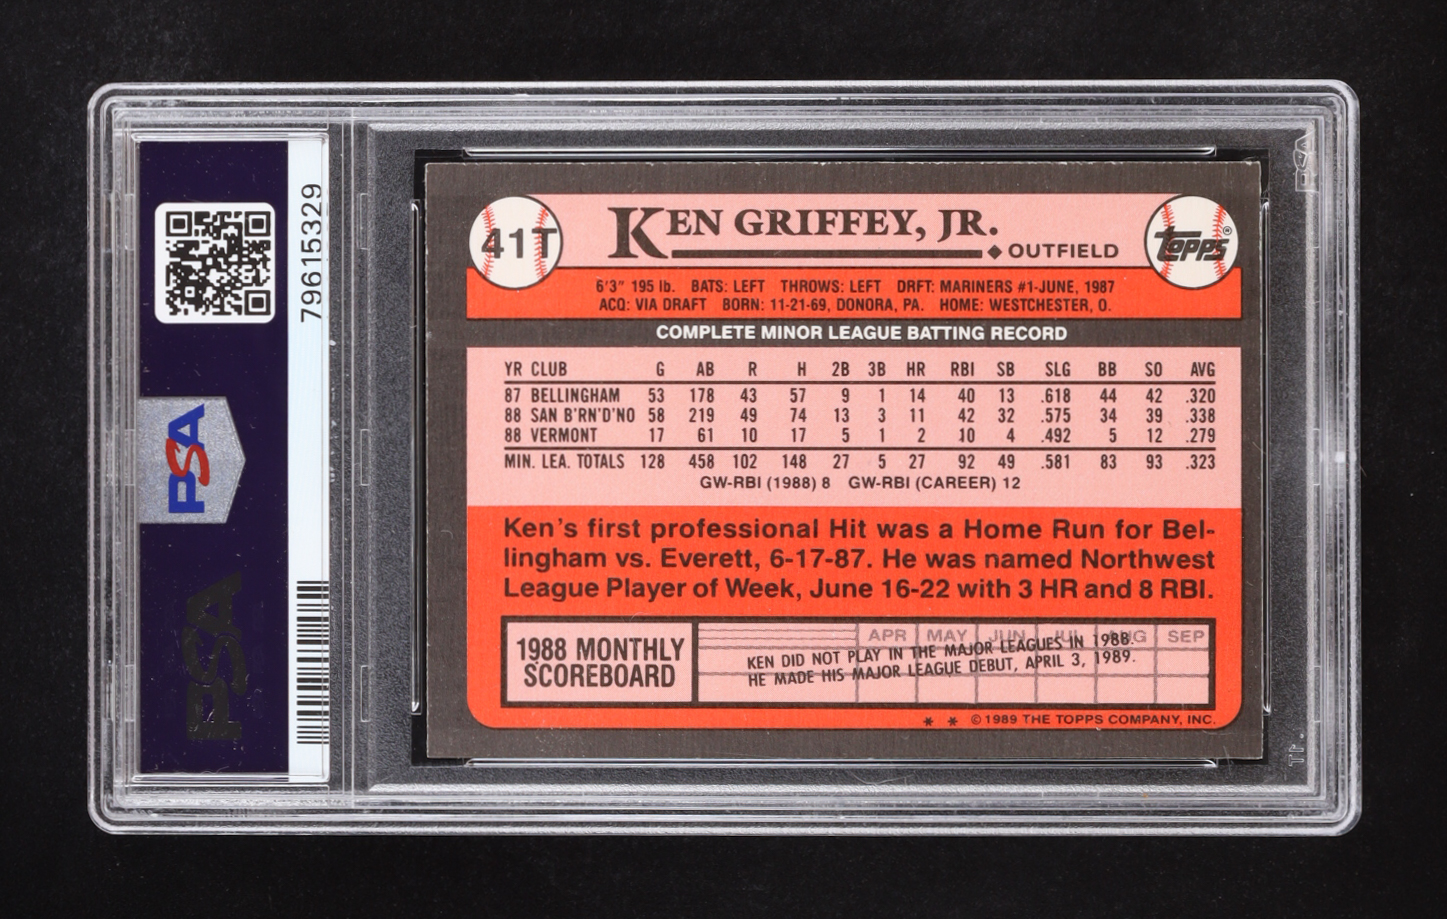 79615329
PSA
PSA
PSA
41T
KEN GRIFFEY, JR.
◆ OUTFIELD
topps®
6'3" 195 lb. BATS: LEFT THROWS: LEFT DRFT: MARINERS #1-JUNE, 1987
ACQ: VIA DRAFT BORN: 11-21-69, DONORA, PA. HOME: WESTCHESTER, O.
COMPLETE MINOR LEAGUE BATTING RECORD
YR CLUB G AB R H 2B 3B HR RBI SB SLG BB SO AVG
87 BELLINGHAM 53 178 43 57 9 1 14 40 13 .618 44 42 .320
88 SAN B'RN'D'NO 58 219 49 74 13 3 11 42 32 .575 34 39 .338
88 VERMONT 17 61 10 17 5 1 2 10 4 .492 5 12 .279
MIN. LEA. TOTALS 128 458 102 148 27 5 27 92 49 .581 83 93 .323
GW-RBI (1988) 8 GW-RBI (CAREER) 12
Ken's first professional Hit was a Home Run for Bel-
lingham vs. Everett, 6-17-87. He was named Northwest
League Player of Week, June 16-22 with 3 HR and 8 RBI.
1988 MONTHLY
SCOREBOARD
APR MAY JUN JUL AUG SEP
KEN DID NOT PLAY IN THE MAJOR LEAGUES IN 1988.
HE MADE HIS MAJOR LEAGUE DEBUT, APRIL 3, 1989.
* * © 1989 THE TOPPS COMPANY, INC.